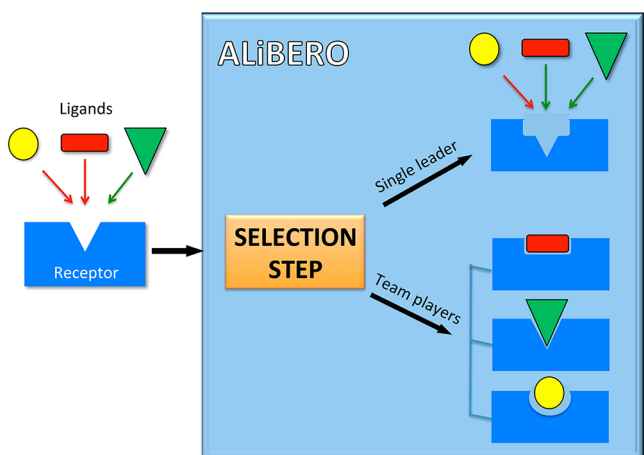 ALiBERO
Ligands
Receptor
SELECTION
STEP
Single leader
Team players